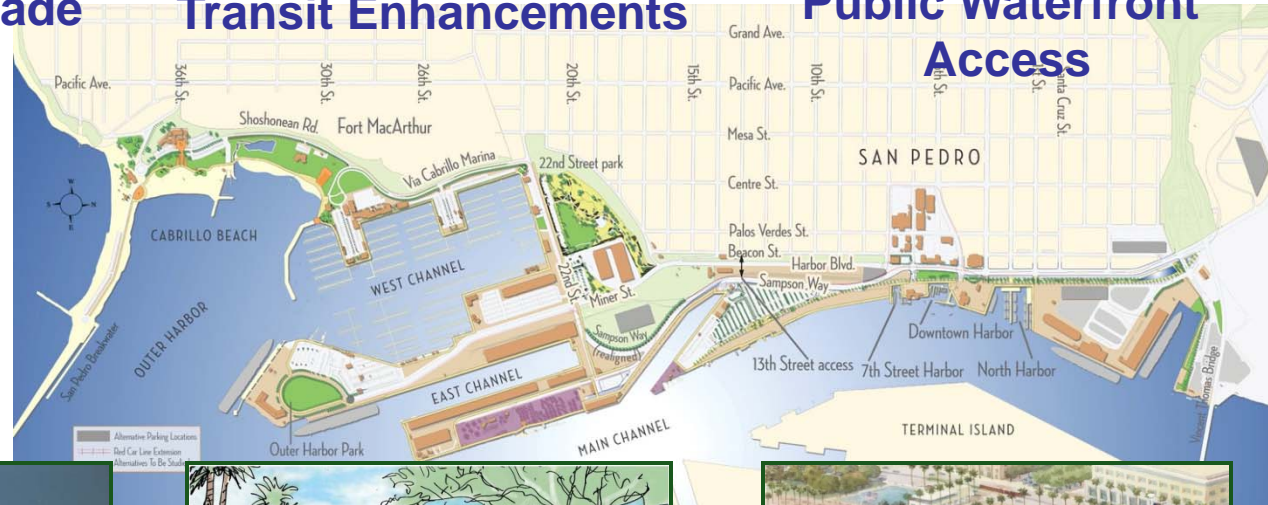 ade
Transit Enhancements
Public Waterfront
Access
Grand Ave.
Pacific Ave.
36th St.
30th St.
26th St.
20th St.
15th St.
Pacific Ave.
10th St.
Santa Cruz St.
Shoshonean Rd.
Fort MacArthur
Mesa St.
Via Cabrillo Marina
22nd Street park
SAN PEDRO
Centre St.
W
S
N
E
CABRILLO BEACH
Palos Verdes St.
Beacon St.
Harbor Blvd.
WEST CHANNEL
22nd St.
Miner St.
Sampson Way
OUTER HARBOR
Sampson Way
(realigned)
Downtown Harbor
San Pedro Breakwater
13th Street access
7th Street Harbor
North Harbor
Vincent Thomas Bridge
EAST CHANNEL
MAIN CHANNEL
TERMINAL ISLAND
Alternative Parking Locations
Red Car Line Extension
Alternatives To Be Studied
Outer Harbor Park